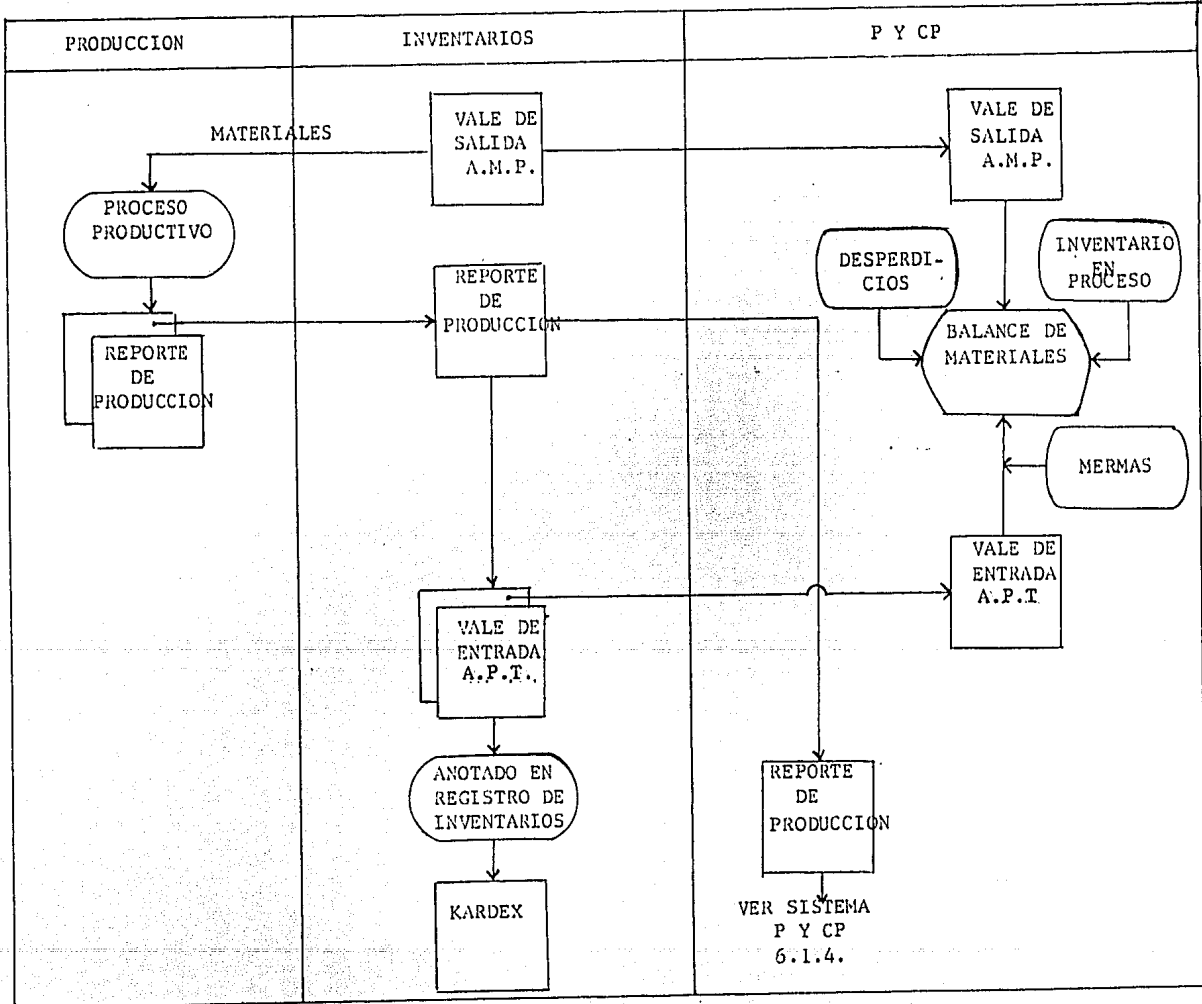 PRODUCCION
INVENTARIOS
P Y CP
MATERIALES
VALE DE
SALIDA
A.M.P.
VALE DE
SALIDA
A.M.P.
PROCESO
PRODUCTIVO
DESPERDI-
CIOS
INVENTARIO
EN
PROCESO
REPORTE
DE
PRODUCCION
REPORTE
DE
PRODUCCION
BALANCE DE
MATERIALES
MERMAS
VALE DE
ENTRADA
A.P.T
VALE DE
ENTRADA
A.P.T.
ANOTADO EN
REGISTRO DE
INVENTARIOS
REPORTE
DE
PRODUCCION
KARDEX
VER SISTEMA
P Y CP
6.1.4.